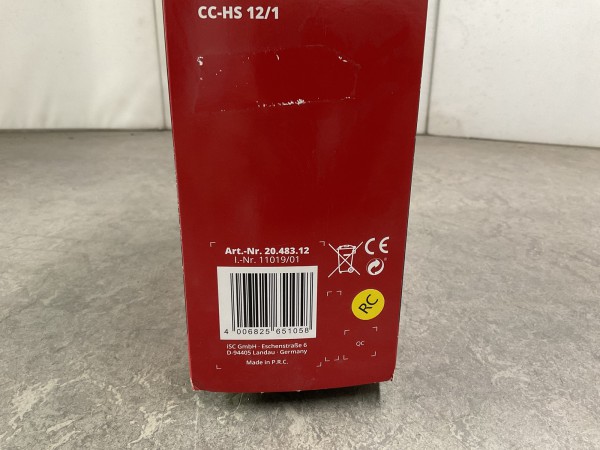 CC-HS 12/1
Art.-Nr. 20.483.12
I.-Nr. 11019/01
CE
4 006825 651058
RC
QC
iSC GmbH · Eschenstraße 6
D-94405 Landau · Germany
Made in P.R.C.